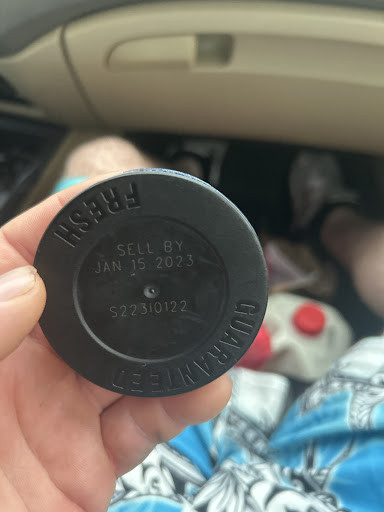 FRESH
SELL BY
JAN 15 2023
S22310122
GUARANTEED